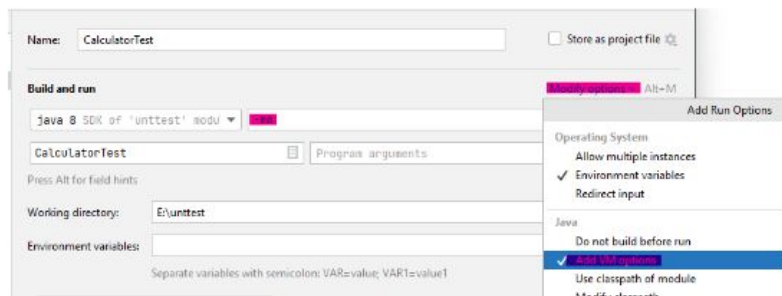 Name: CalculatorTest Store as project file
Build and run Modify options Alt+M
java 8 SDK of 'unttest' modu -ea
CalculatorTest Program arguments
Press Alt for field hints
Working directory: E:\unttest
Environment variables:
Separate variables with semicolon: VAR=value; VAR1=value1
Add Run Options
Operating System
Allow multiple instances
Environment variables
Redirect input
Java
Do not build before run
Add VM options
Use classpath of module
Modify classpath